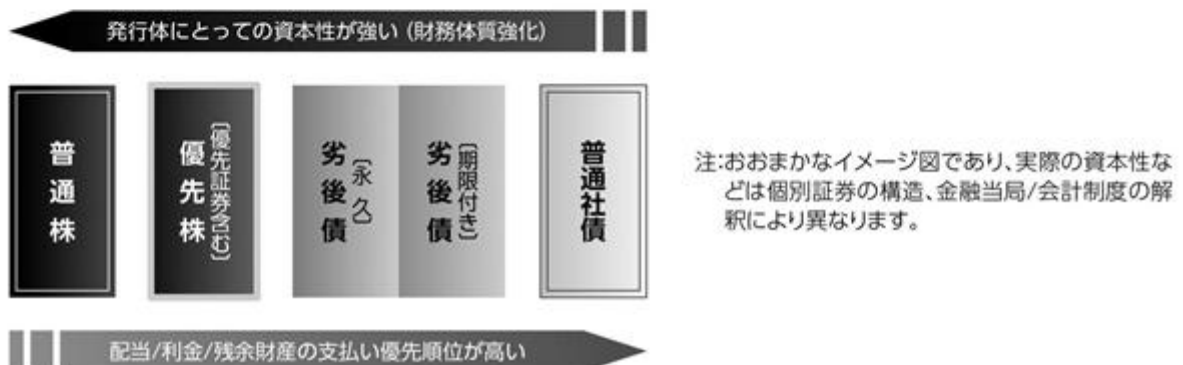 発行体にとっての資本性が強い（財務体質強化）
普通株
優先株
〔優先証券含む〕
劣後債
〔永久〕
劣後債
〔期限付き〕
普通社債
配当/利金/残余財産の支払い優先順位が高い
注:おおまかなイメージ図であり、実際の資本性な
どは個別証券の構造、金融当局/会計制度の解
釈により異なります。